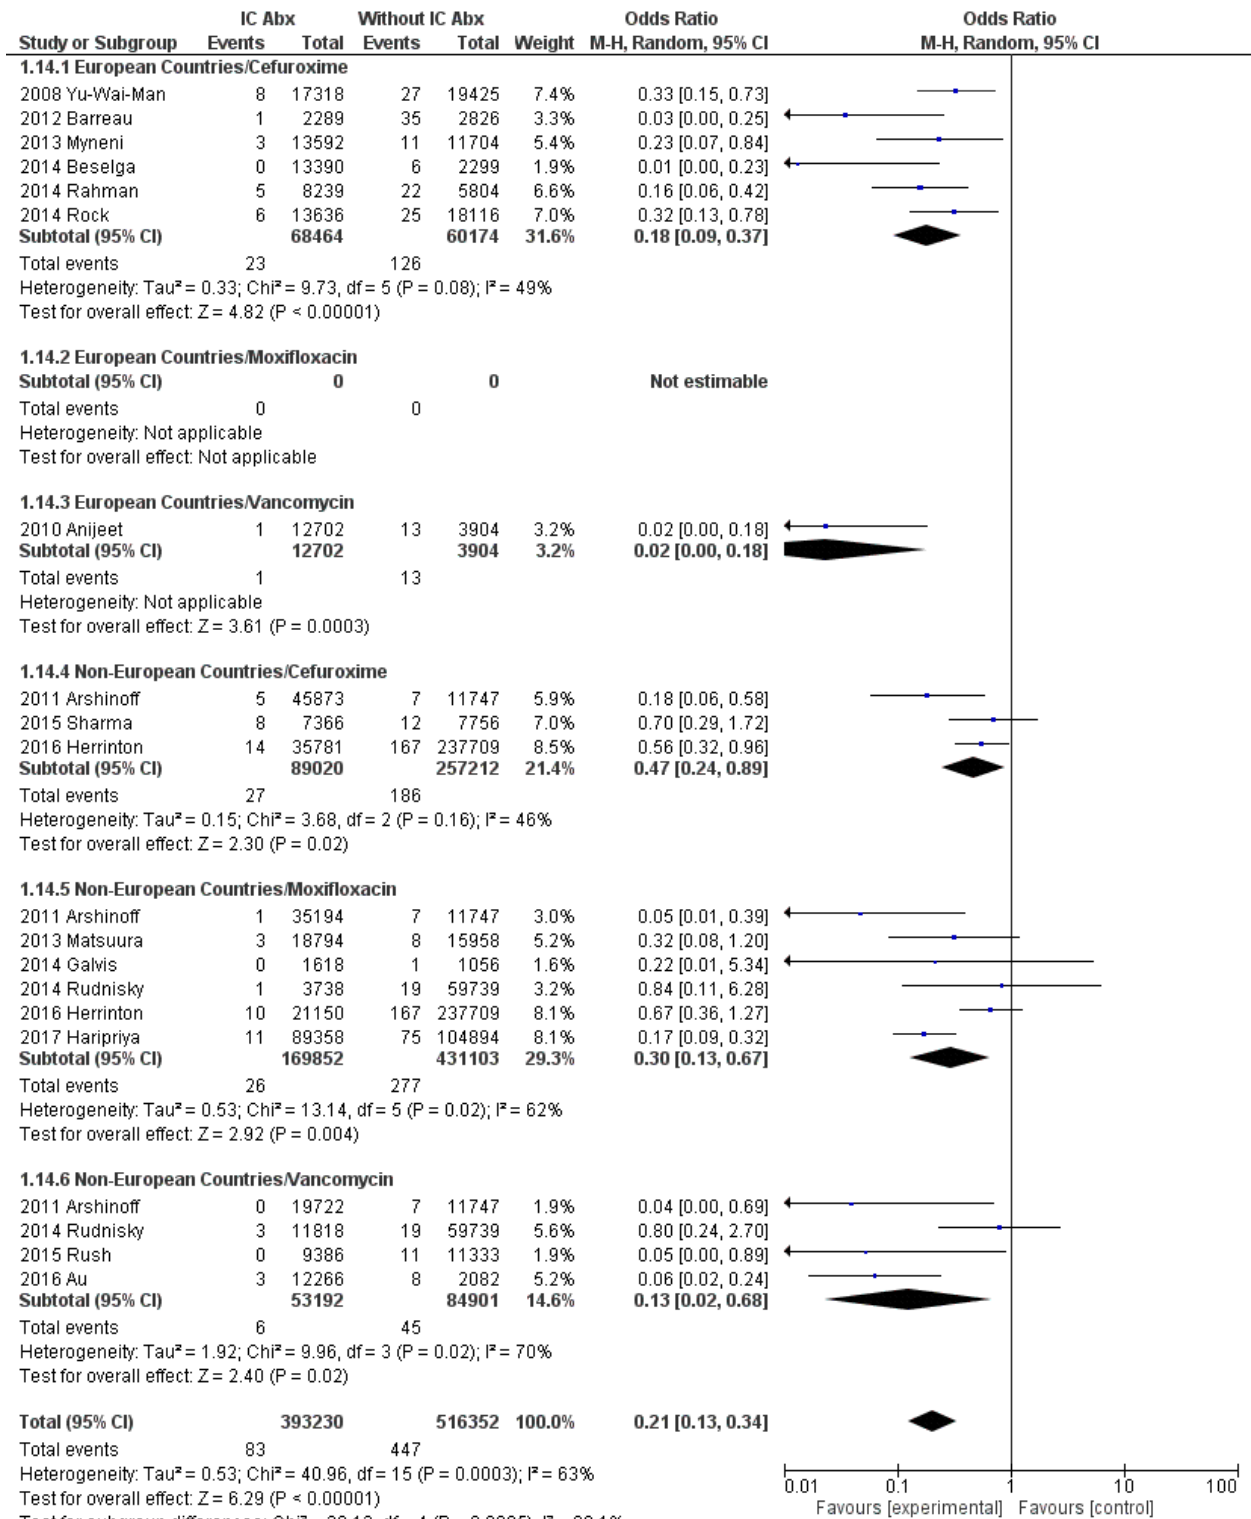 IC Abx Without IC Abx Odds Ratio Odds Ratio
Study or Subgroup Events Total Events Total Weight M-H, Random, 95% CI M-H, Random, 95% CI
1.14.1 European Countries/Cefuroxime
2008 Yu-Wai-Man 8 17318 27 19425 7.4% 0.33 [0.15, 0.73]
2012 Barreau 1 2289 35 2826 3.3% 0.03 [0.00, 0.25]
2013 Myneni 3 13592 11 11704 5.4% 0.23 [0.07, 0.84]
2014 Beselga 0 13390 6 2299 1.9% 0.01 [0.00, 0.23]
2014 Rahman 5 8239 22 5804 6.6% 0.16 [0.06, 0.42]
2014 Rock 6 13636 25 18116 7.0% 0.32 [0.13, 0.78]
Subtotal (95% CI) 68464 60174 31.6% 0.18 [0.09, 0.37]
Total events 23 126
Heterogeneity: Tau² = 0.33; Chi² = 9.73, df = 5 (P = 0.08); I² = 49%
Test for overall effect: Z = 4.82 (P < 0.00001)
1.14.2 European Countries/Moxifloxacin
Subtotal (95% CI) 0 0 Not estimable
Total events 0 0
Heterogeneity: Not applicable
Test for overall effect: Not applicable
1.14.3 European Countries/Vancomycin
2010 Anijeet 1 12702 13 3904 3.2% 0.02 [0.00, 0.18]
Subtotal (95% CI) 12702 3904 3.2% 0.02 [0.00, 0.18]
Total events 1 13
Heterogeneity: Not applicable
Test for overall effect: Z = 3.61 (P = 0.0003)
1.14.4 Non-European Countries/Cefuroxime
2011 Arshinoff 5 45873 7 11747 5.9% 0.18 [0.06, 0.58]
2015 Sharma 8 7366 12 7756 7.0% 0.70 [0.29, 1.72]
2016 Herrinton 14 35781 167 237709 8.5% 0.56 [0.32, 0.96]
Subtotal (95% CI) 89020 257212 21.4% 0.47 [0.24, 0.89]
Total events 27 186
Heterogeneity: Tau² = 0.15; Chi² = 3.68, df = 2 (P = 0.16); I² = 46%
Test for overall effect: Z = 2.30 (P = 0.02)
1.14.5 Non-European Countries/Moxifloxacin
2011 Arshinoff 1 35194 7 11747 3.0% 0.05 [0.01, 0.39]
2013 Matsuura 3 18794 8 15958 5.2% 0.32 [0.08, 1.20]
2014 Galvis 0 1618 1 1056 1.6% 0.22 [0.01, 5.34]
2014 Rudnisky 1 3738 19 59739 3.2% 0.84 [0.11, 6.28]
2016 Herrinton 10 21150 167 237709 8.1% 0.67 [0.36, 1.27]
2017 Haripriya 11 89358 75 104894 8.1% 0.17 [0.09, 0.32]
Subtotal (95% CI) 169852 431103 29.3% 0.30 [0.13, 0.67]
Total events 26 277
Heterogeneity: Tau² = 0.53; Chi² = 13.14, df = 5 (P = 0.02); I² = 62%
Test for overall effect: Z = 2.92 (P = 0.004)
1.14.6 Non-European Countries/Vancomycin
2011 Arshinoff 0 19722 7 11747 1.9% 0.04 [0.00, 0.69]
2014 Rudnisky 3 11818 19 59739 5.6% 0.80 [0.24, 2.70]
2015 Rush 0 9386 11 11333 1.9% 0.05 [0.00, 0.89]
2016 Au 3 12266 8 2082 5.2% 0.06 [0.02, 0.24]
Subtotal (95% CI) 53192 84901 14.6% 0.13 [0.02, 0.68]
Total events 6 45
Heterogeneity: Tau² = 1.92; Chi² = 9.96, df = 3 (P = 0.02); I² = 70%
Test for overall effect: Z = 2.40 (P = 0.02)
Total (95% CI) 393230 516352 100.0% 0.21 [0.13, 0.34]
Total events 83 447
Heterogeneity: Tau² = 0.53; Chi² = 40.96, df = 15 (P = 0.0003); I² = 63%
0.01 0.1 1 10 100
Test for overall effect: Z = 6.29 (P < 0.00001)
Favours [experimental] Favours [control]
Test for subgroup differences: